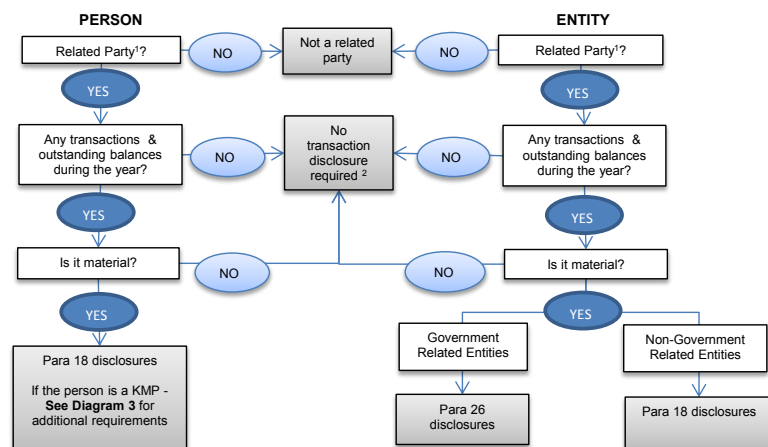 PERSON
ENTITY
Related Party¹?
NO
Not a related
party
NO
Related Party¹?
YES
YES
Any transactions &
outstanding balances
during the year?
NO
No
transaction
disclosure
required ²
NO
Any transactions &
outstanding balances
during the year?
YES
YES
Is it material?
NO
NO
Is it material?
YES
YES
Government
Related Entities
Non-Government
Related Entities
Para 18 disclosures
If the person is a KMP -
See Diagram 3 for
additional requirements
Para 26
disclosures
Para 18 disclosures